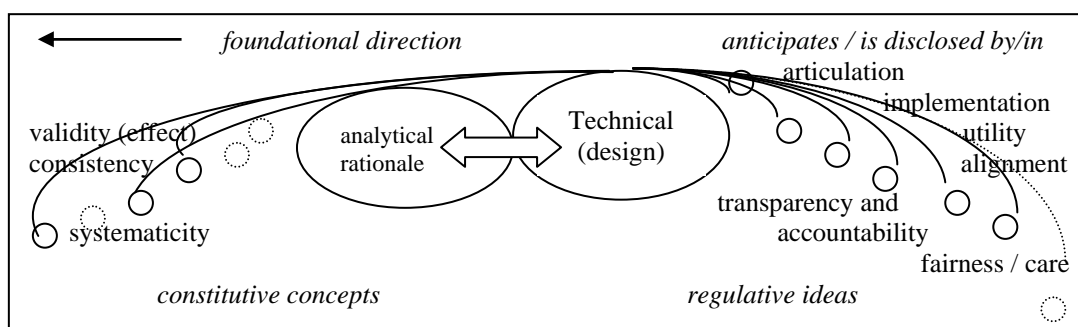 foundational direction
anticipates / is disclosed by/in
articulation
implementation
utility
alignment
validity (effect)
consistency
systematicity
analytical
rationale
Technical
(design)
transparency and
accountability
fairness / care
constitutive concepts
regulative ideas